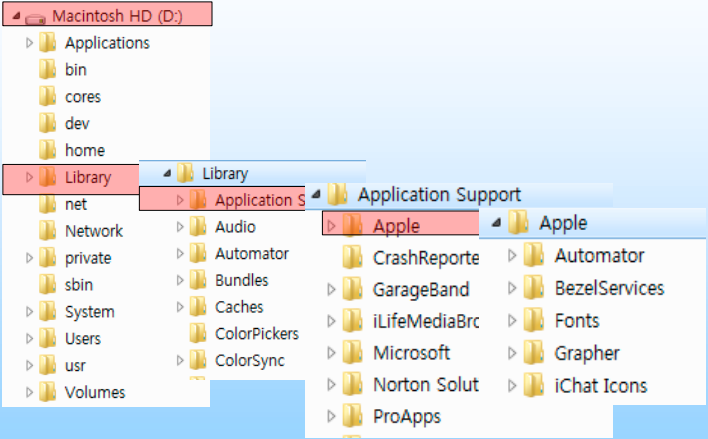 Macintosh HD (D:)
Applications
bin
cores
dev
home
Library
net
Network
private
sbin
System
Users
usr
Volumes
Library
Application S
Audio
Automator
Bundles
Caches
ColorPickers
ColorSync
Application Support
Apple
CrashReporte
GarageBand
iLifeMediaBro
Microsoft
Norton Solut
ProApps
Apple
Automator
BezelServices
Fonts
Grapher
iChat Icons